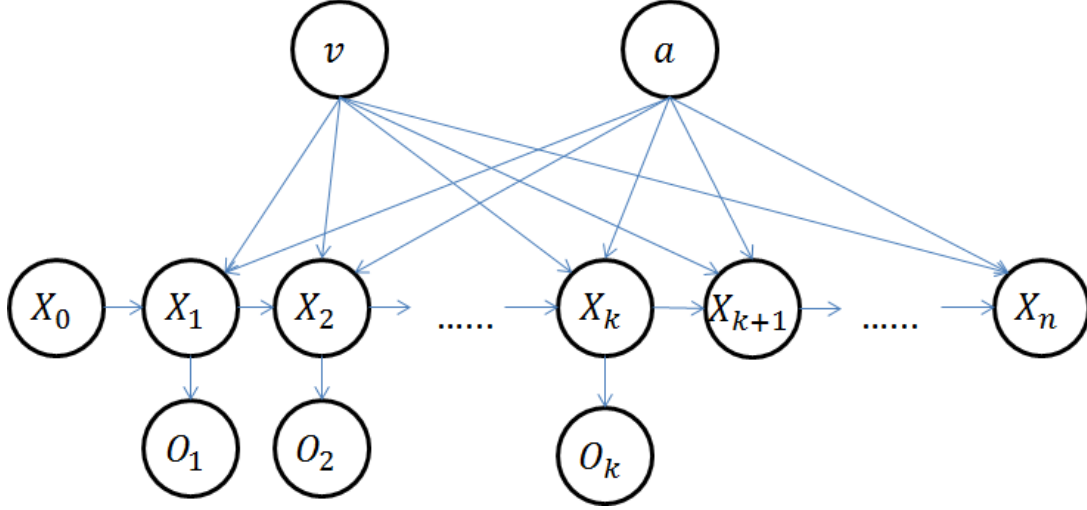 v a
X₀ X₁ X₂ ...... Xₖ Xₖ₊₁ ...... Xₙ
O₁ O₂ Oₖ